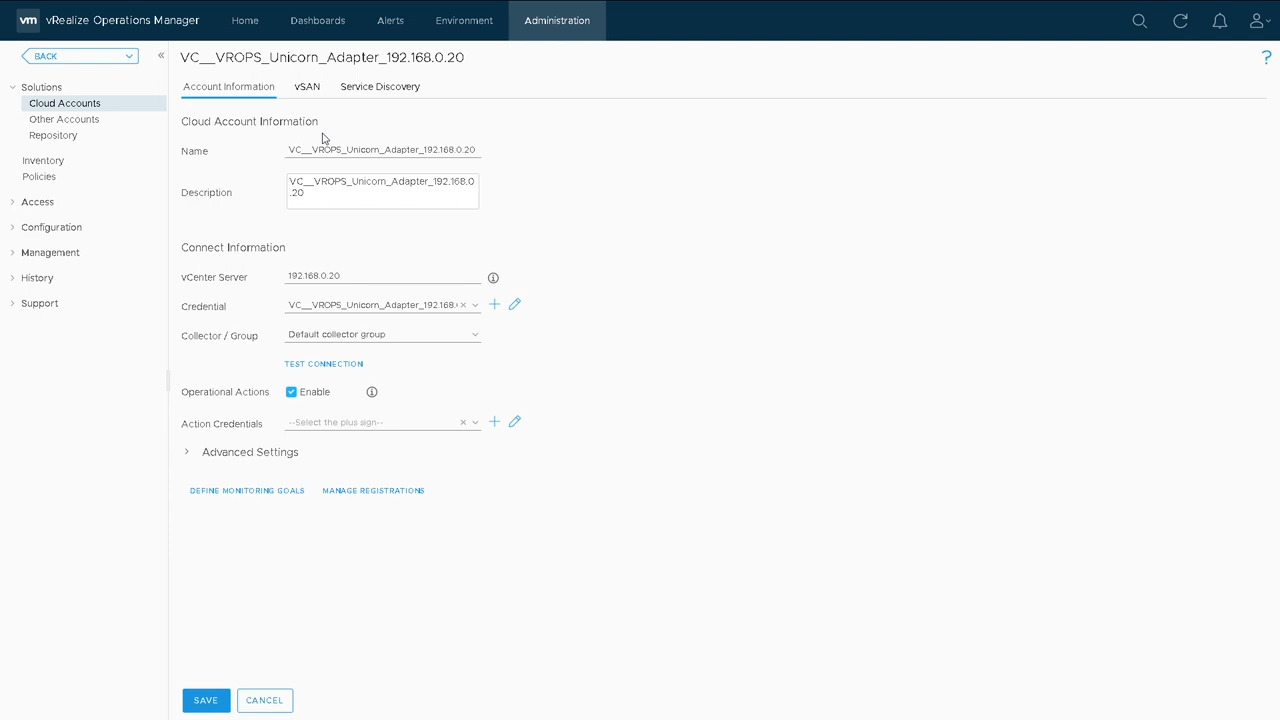 vm vRealize Operations Manager Home Dashboards Alerts Environment Administration
BACK
VC__VROPS_Unicorn_Adapter_192.168.0.20
?
Solutions
Cloud Accounts
Other Accounts
Repository
Inventory
Policies
Access
Configuration
Management
History
Support
Account Information vSAN Service Discovery
Cloud Account Information
Name VC__VROPS_Unicorn_Adapter_192.168.0.20
Description VC__VROPS_Unicorn_Adapter_192.168.0
.20
Connect Information
vCenter Server 192.168.0.20
Credential VC__VROPS_Unicorn_Adapter_192.168.
Collector / Group Default collector group
TEST CONNECTION
Operational Actions Enable
Action Credentials --Select the plus sign--
Advanced Settings
DEFINE MONITORING GOALS MANAGE REGISTRATIONS
SAVE CANCEL